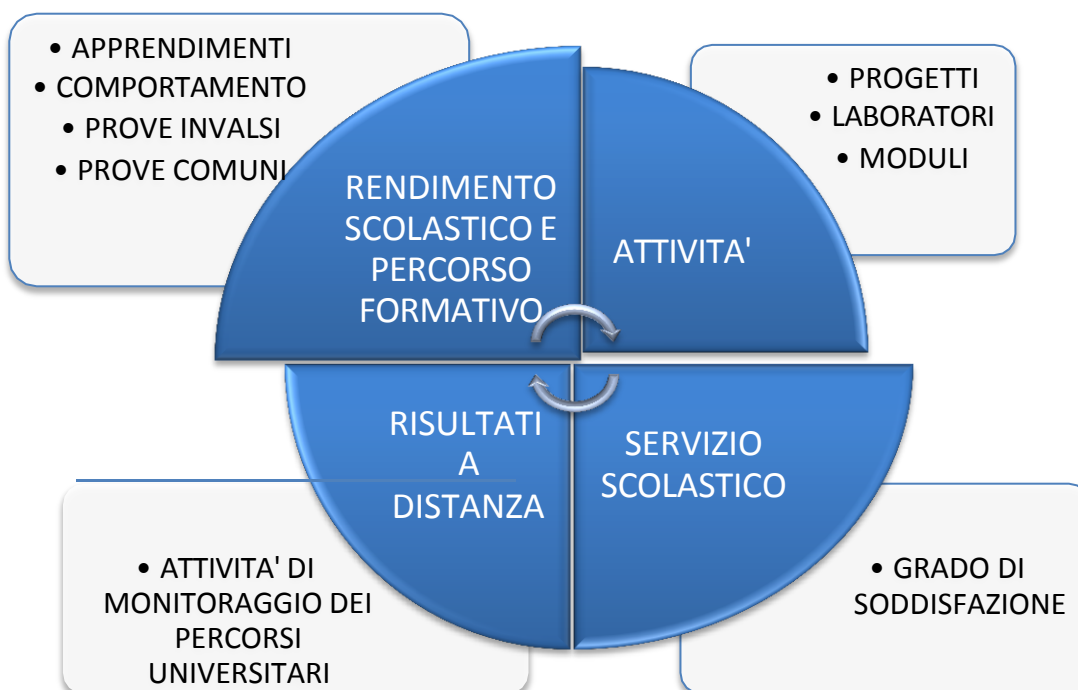 • APPRENDIMENTI
• COMPORTAMENTO
• PROVE INVALSI
• PROVE COMUNI
RENDIMENTO
SCOLASTICO E
PERCORSO
FORMATIVO
• PROGETTI
• LABORATORI
• MODULI
ATTIVITA'
RISULTATI
A
DISTANZA
• ATTIVITA' DI
MONITORAGGIO DEI
PERCORSI
UNIVERSITARI
SERVIZIO
SCOLASTICO
• GRADO DI
SODDISFAZIONE